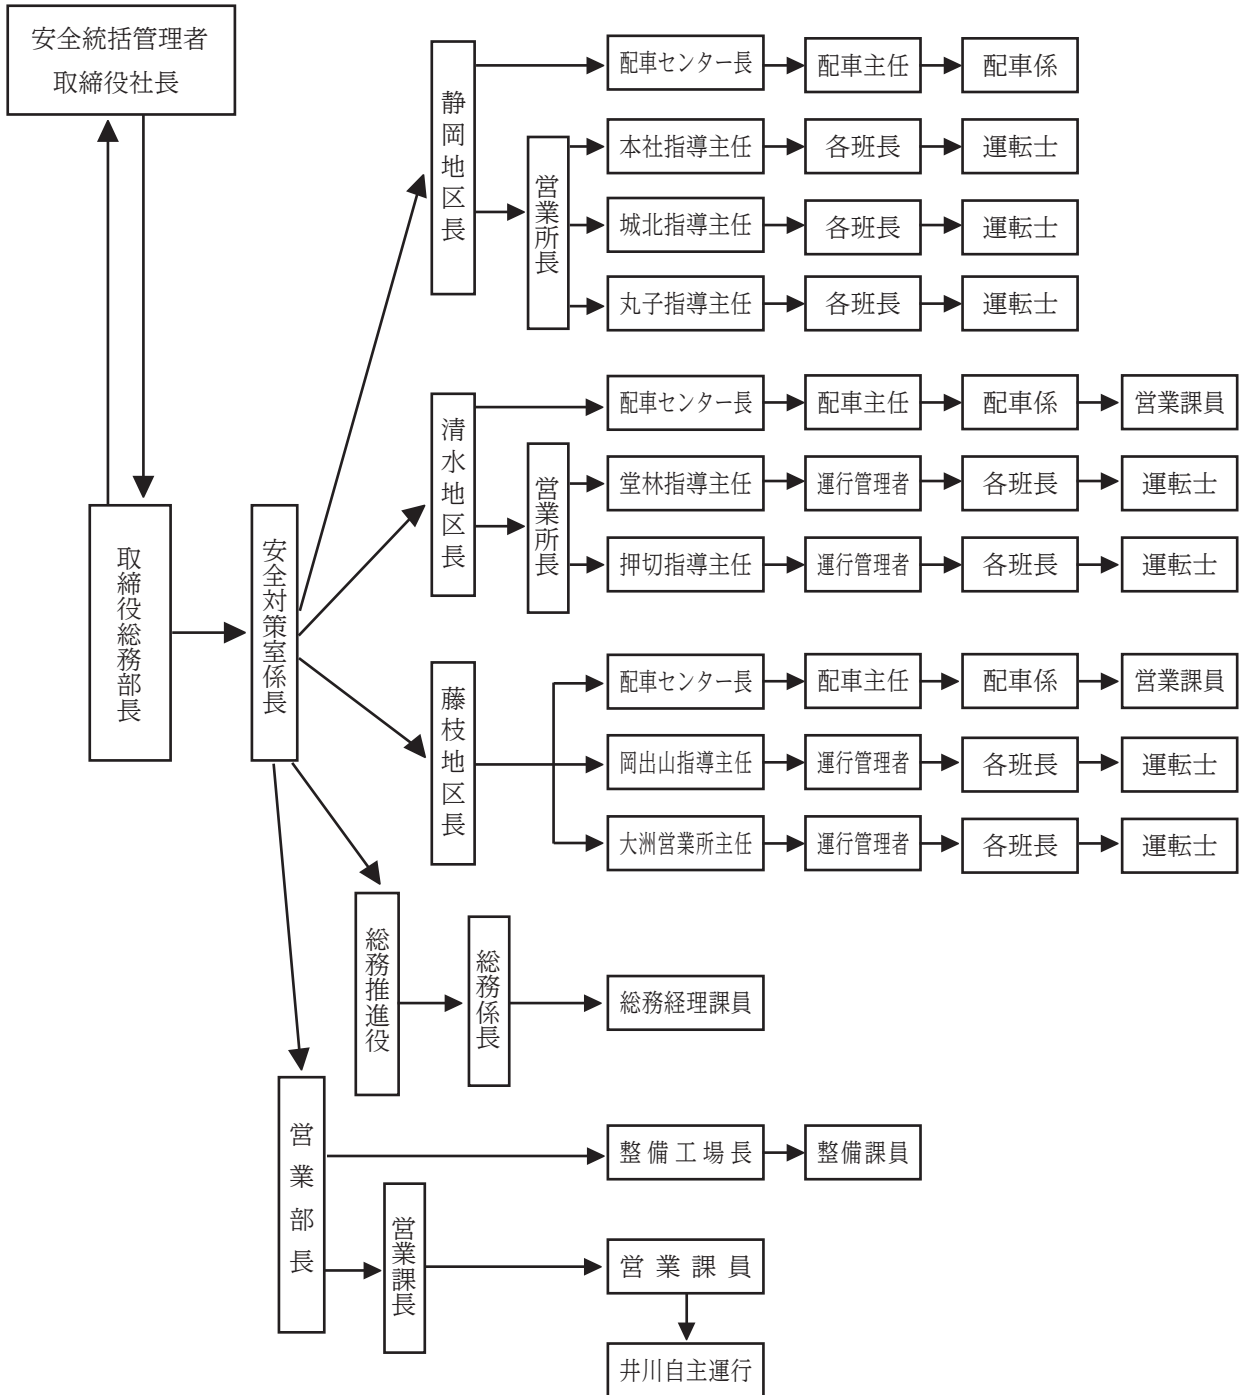 安全統括管理者
取締役社長
取締役総務部長
安全対策室係長
静岡地区長
配車センター長
配車主任
配車係
営業所長
本社指導主任
各班長
運転士
城北指導主任
各班長
運転士
丸子指導主任
各班長
運転士
清水地区長
配車センター長
配車主任
配車係
営業課員
営業所長
堂林指導主任
運行管理者
各班長
運転士
押切指導主任
運行管理者
各班長
運転士
藤枝地区長
配車センター長
配車主任
配車係
営業課員
岡出山指導主任
運行管理者
各班長
運転士
大洲営業所主任
運行管理者
各班長
運転士
総務推進役
総務係長
総務経理課員
営業部長
整備工場長
整備課員
営業課長
営業課員
井川自主運行